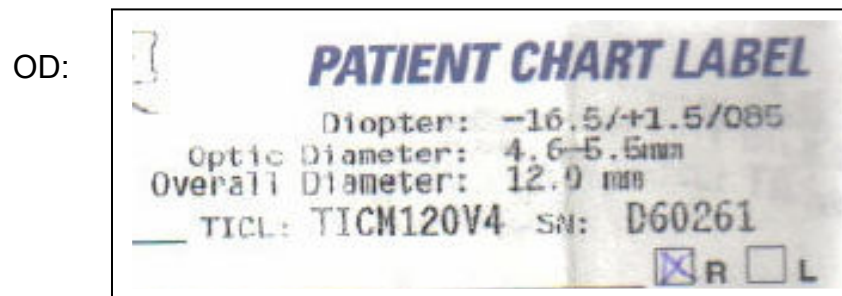 OD:
PATIENT CHART LABEL
Diopter: -16.5/+1.5/085
Optic Diameter: 4.6-5.5mm
Overall Diameter: 12.0 mm
TICL: TICM120V4 SN: D60261
R L